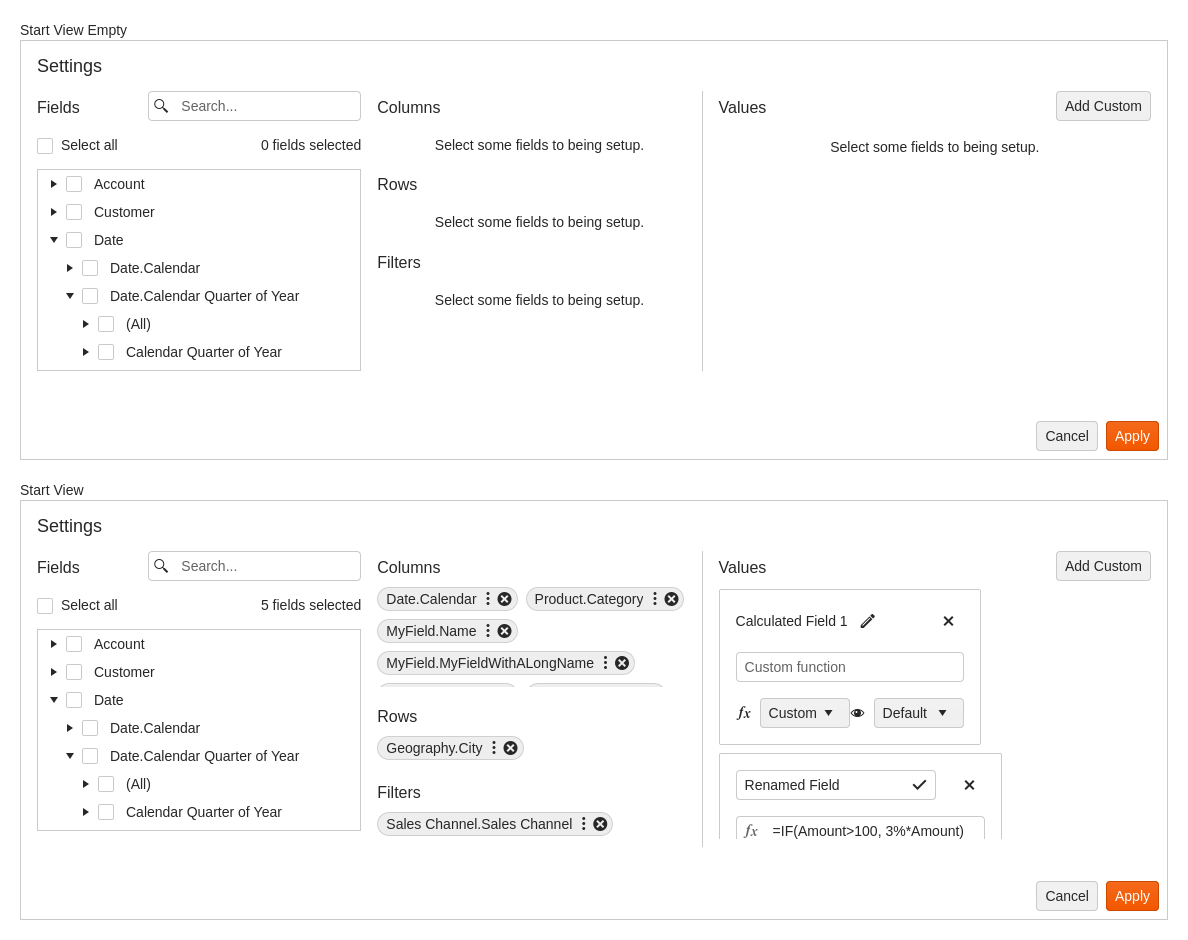 Start View Empty
Settings
Fields
Search...
Select all
0 fields selected
Account
Customer
Date
Date.Calendar
Date.Calendar Quarter of Year
(All)
Calendar Quarter of Year
Columns
Select some fields to being setup.
Rows
Select some fields to being setup.
Filters
Select some fields to being setup.
Values
Add Custom
Select some fields to being setup.
Cancel
Apply
Start View
Settings
Fields
Search...
Select all
5 fields selected
Account
Customer
Date
Date.Calendar
Date.Calendar Quarter of Year
(All)
Calendar Quarter of Year
Columns
Date.Calendar
Product.Category
MyField.Name
MyField.MyFieldWithALongName
Rows
Geography.City
Filters
Sales Channel.Sales Channel
Values
Add Custom
Calculated Field 1
Custom function
fx
Custom
Default
Renamed Field
fx =IF(Amount>100, 3%*Amount)
Cancel
Apply